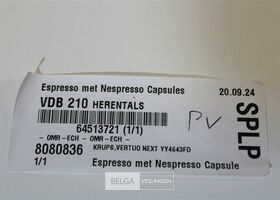 Espresso met Nespresso Capsules
20.09.24
VDB 210 HERENTALS
64513721 (1/1)
PV
SPLP
- OMR-ECH - - OMR-ECH -
8080836 KRUPS,VERTUO NEXT YY4643FD
1/1 Espresso met Nespresso Capsule
BELGA VEILINGEN